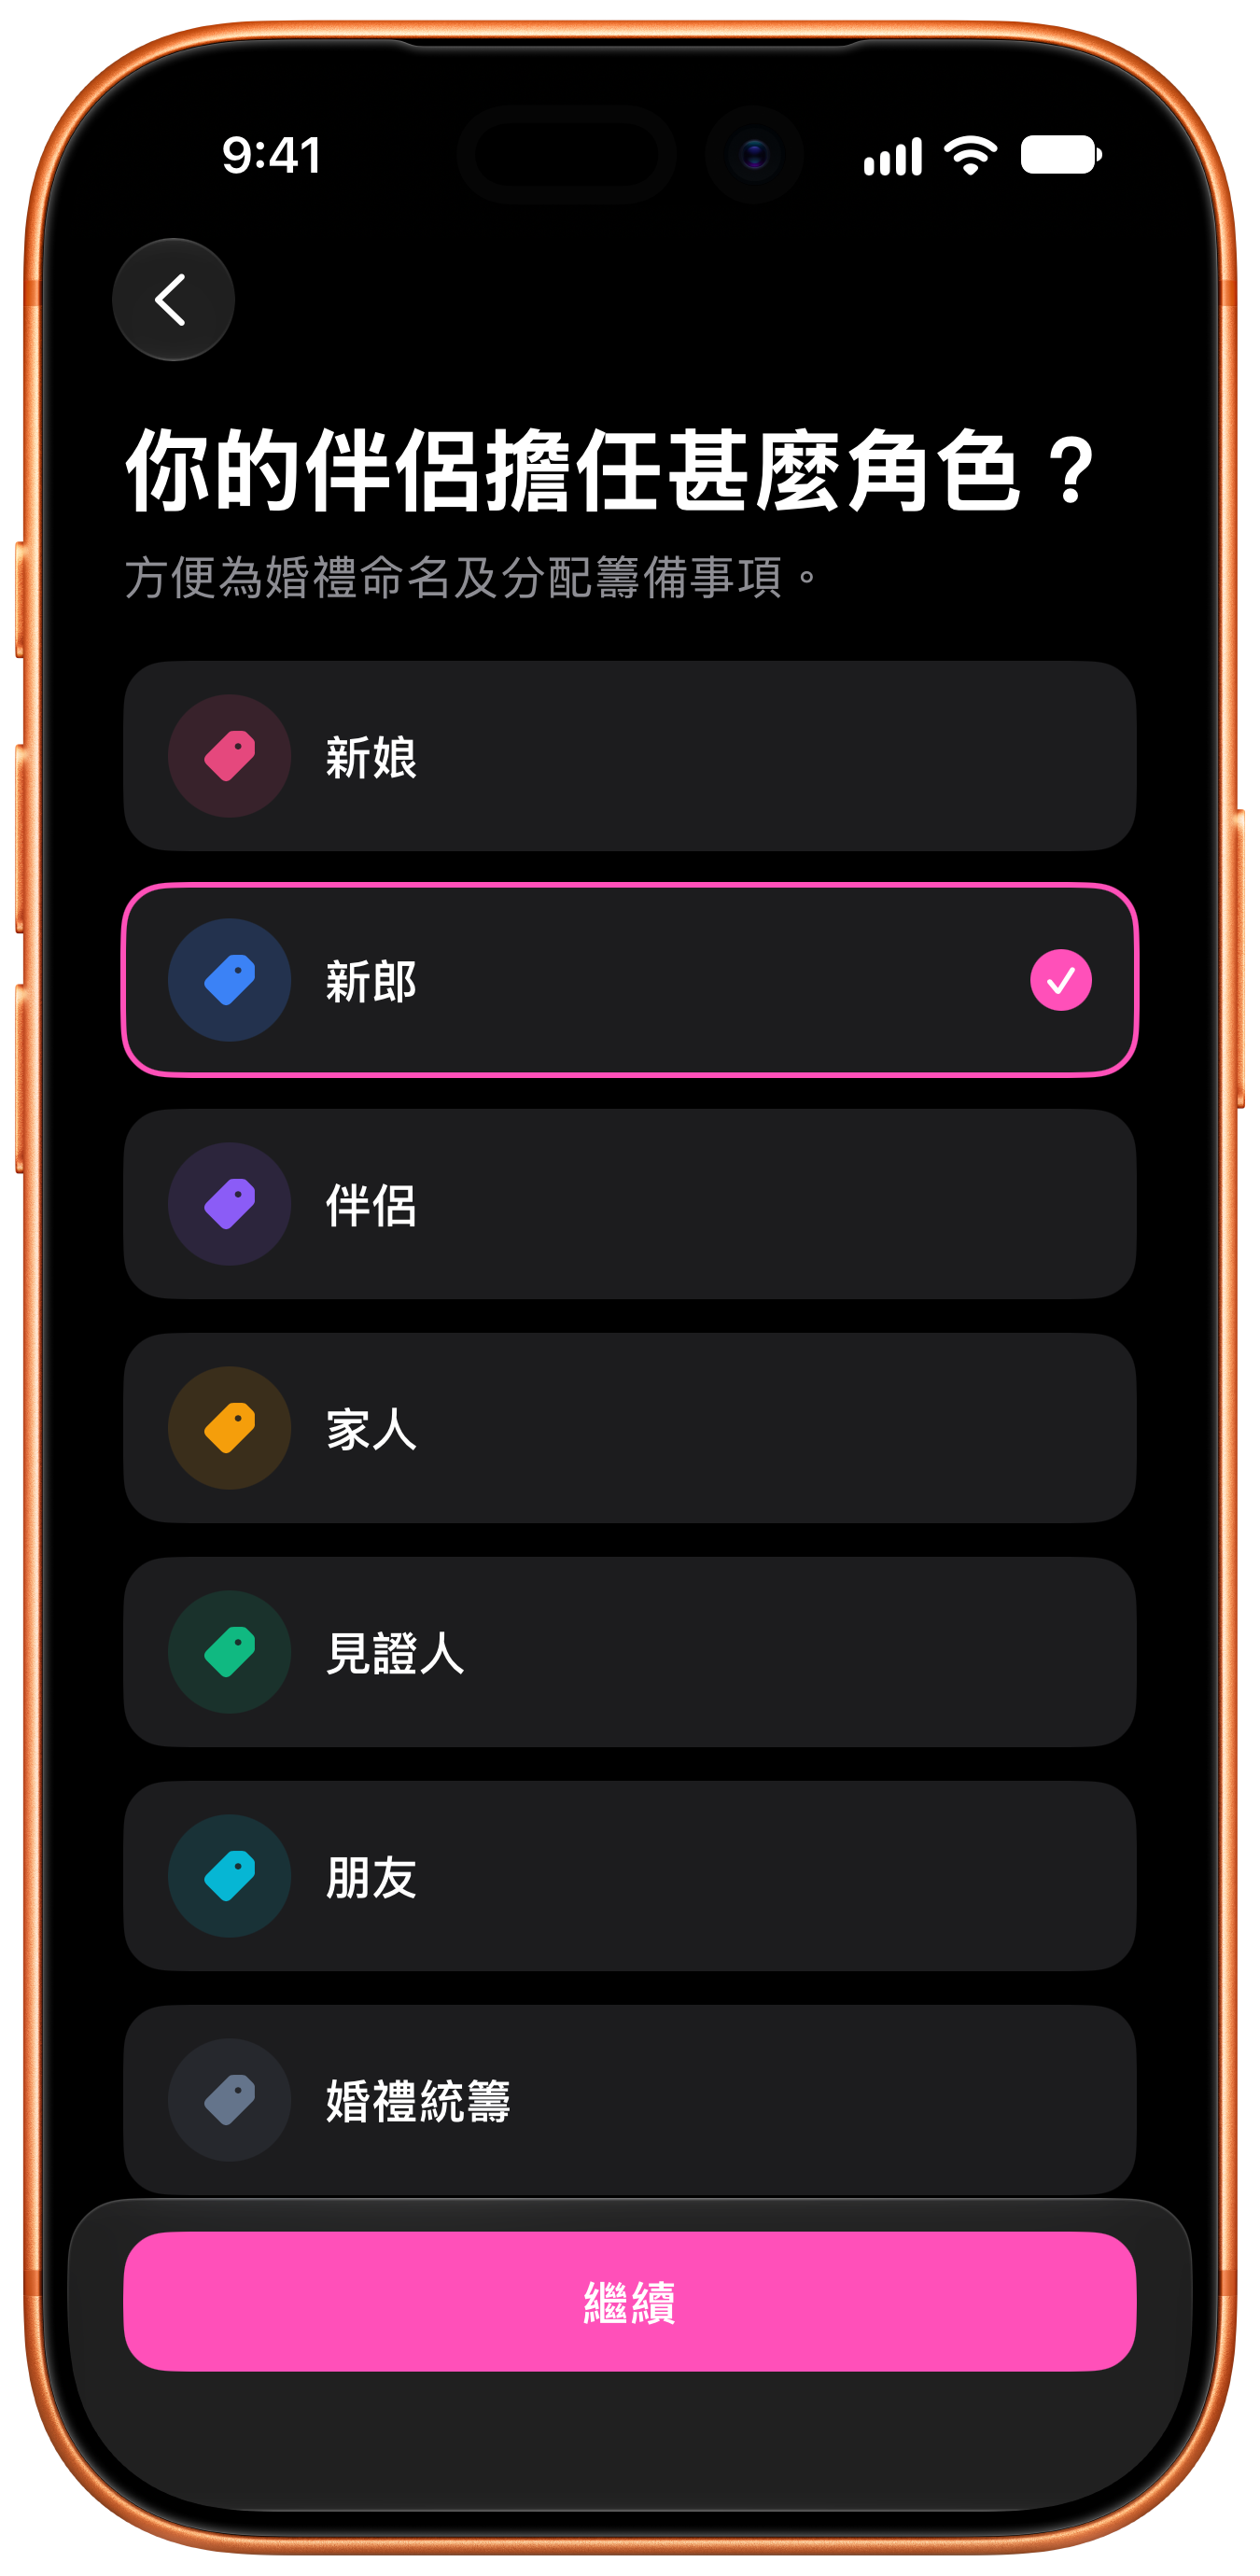 9:41
你的伴侶擔任甚麼角色？
方便為婚禮命名及分配籌備事項。
新娘
新郎
伴侶
家人
見證人
朋友
婚禮統籌
繼續